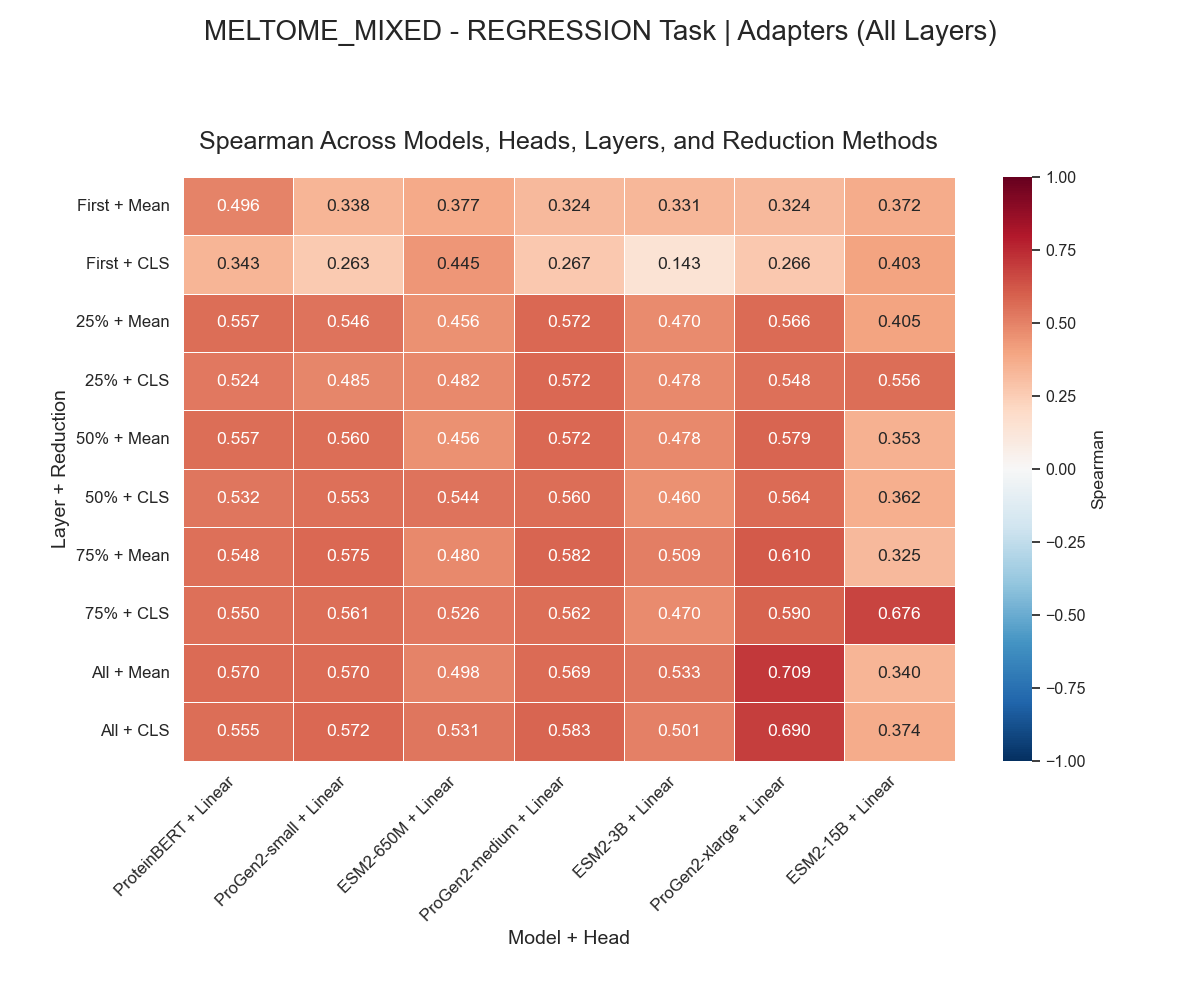 MELTOME_MIXED - REGRESSION Task | Adapters (All Layers)
Spearman Across Models, Heads, Layers, and Reduction Methods
First + Mean 0.496 0.338 0.377 0.324 0.331 0.324 0.372
First + CLS 0.343 0.263 0.445 0.267 0.143 0.266 0.403
25% + Mean 0.557 0.546 0.456 0.572 0.470 0.566 0.405
25% + CLS 0.524 0.485 0.482 0.572 0.478 0.548 0.556
50% + Mean 0.557 0.560 0.456 0.572 0.478 0.579 0.353
50% + CLS 0.532 0.553 0.544 0.560 0.460 0.564 0.362
75% + Mean 0.548 0.575 0.480 0.582 0.509 0.610 0.325
75% + CLS 0.550 0.561 0.526 0.562 0.470 0.590 0.676
All + Mean 0.570 0.570 0.498 0.569 0.533 0.709 0.340
All + CLS 0.555 0.572 0.531 0.583 0.501 0.690 0.374
Layer + Reduction
ProteinBERT + Linear
ProGen2-small + Linear
ESM2-650M + Linear
ProGen2-medium + Linear
ESM2-3B + Linear
ProGen2-xlarge + Linear
ESM2-15B + Linear
Model + Head
1.00
0.75
0.50
0.25
0.00
−0.25
−0.50
−0.75
−1.00
Spearman